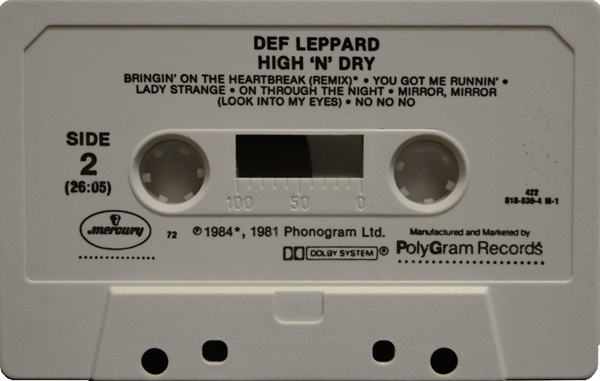 DEF LEPPARD
HIGH 'N' DRY
BRINGIN' ON THE HEARTBREAK (REMIX)* • YOU GOT ME RUNNIN' •
LADY STRANGE • ON THROUGH THE NIGHT • MIRROR, MIRROR
(LOOK INTO MY EYES) • NO NO NO
SIDE
2
(26:05)
100 50 0
422
818-836-4 M-1
mercury
72
℗ 1984*, 1981 Phonogram Ltd.
DOLBY SYSTEM ®
Manufactured and Marketed by
PolyGram Records